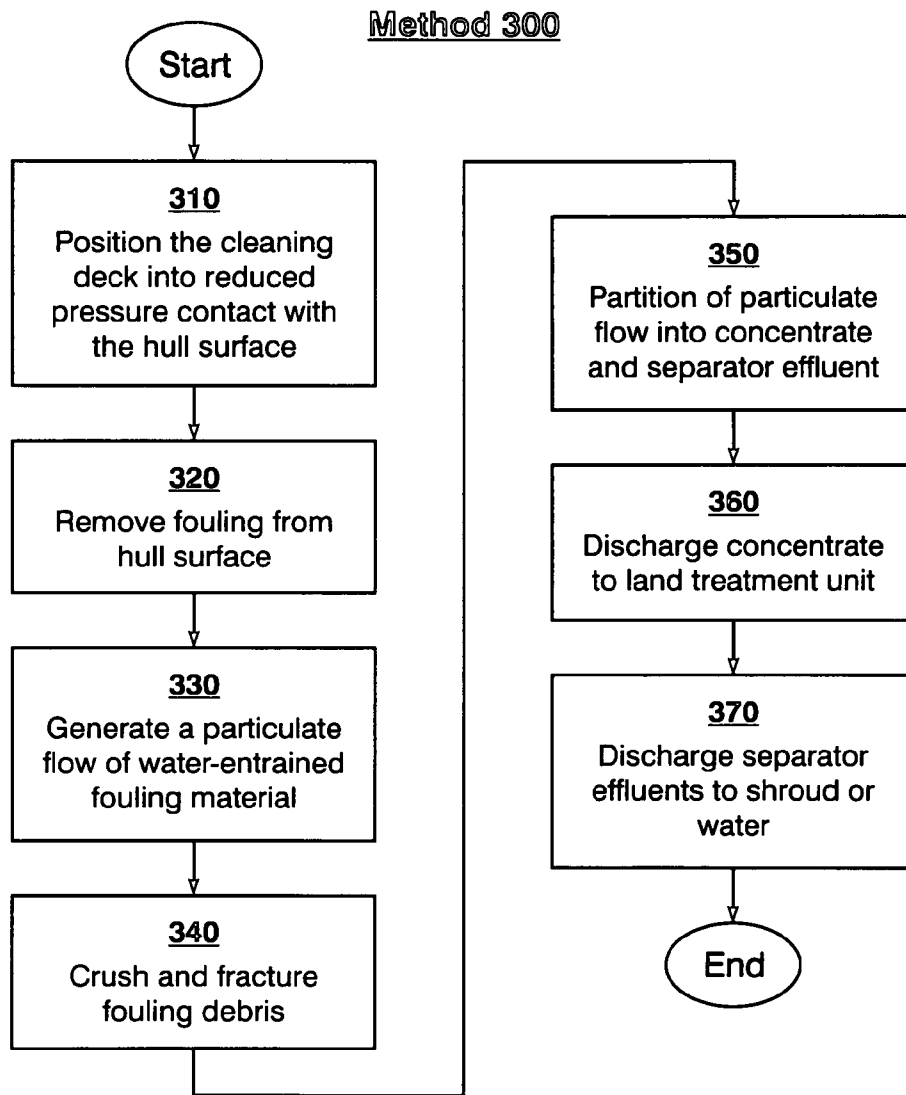 Method 300
Start
310
Position the cleaning
deck into reduced
pressure contact with
the hull surface
320
Remove fouling from
hull surface
330
Generate a particulate
flow of water-entrained
fouling material
340
Crush and fracture
fouling debris
350
Partition of particulate
flow into concentrate
and separator effluent
360
Discharge concentrate
to land treatment unit
370
Discharge separator
effluents to shroud or
water
End